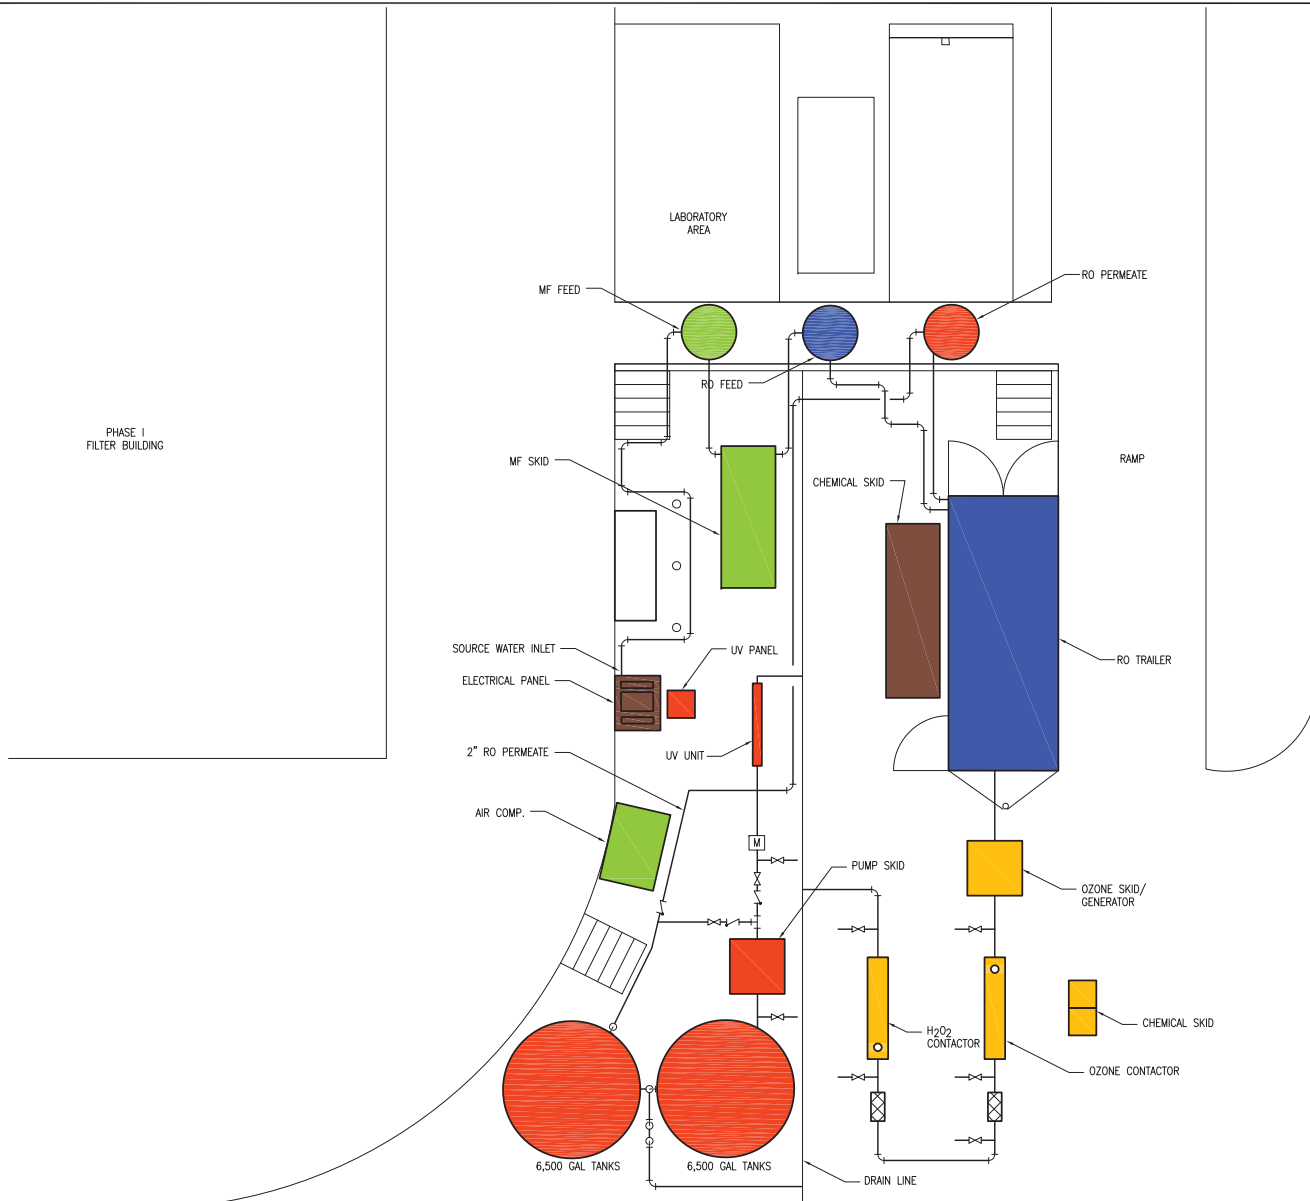 LABORATORY
AREA
MF FEED
RO PERMEATE
RO FEED
PHASE I
FILTER BUILDING
MF SKID
RAMP
CHEMICAL SKID
SOURCE WATER INLET
UV PANEL
RO TRAILER
ELECTRICAL PANEL
2" RO PERMEATE
UV UNIT
AIR COMP.
M
PUMP SKID
OZONE SKID/
GENERATOR
H2O2
CONTACTOR
CHEMICAL SKID
OZONE CONTACTOR
6,500 GAL TANKS
6,500 GAL TANKS
DRAIN LINE